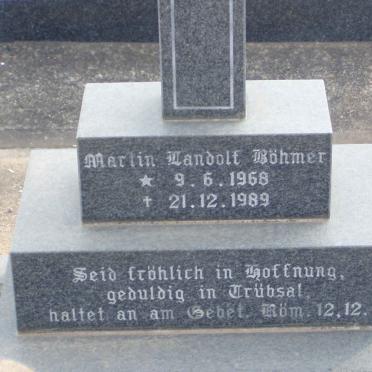 Martin Landolf Böhmer
★ 9.6.1968
✝ 21.12.1989
Seid fröhlich in Hoffnung,
geduldig in Trübsal,
haltet an am Gebet. Röm. 12,12.